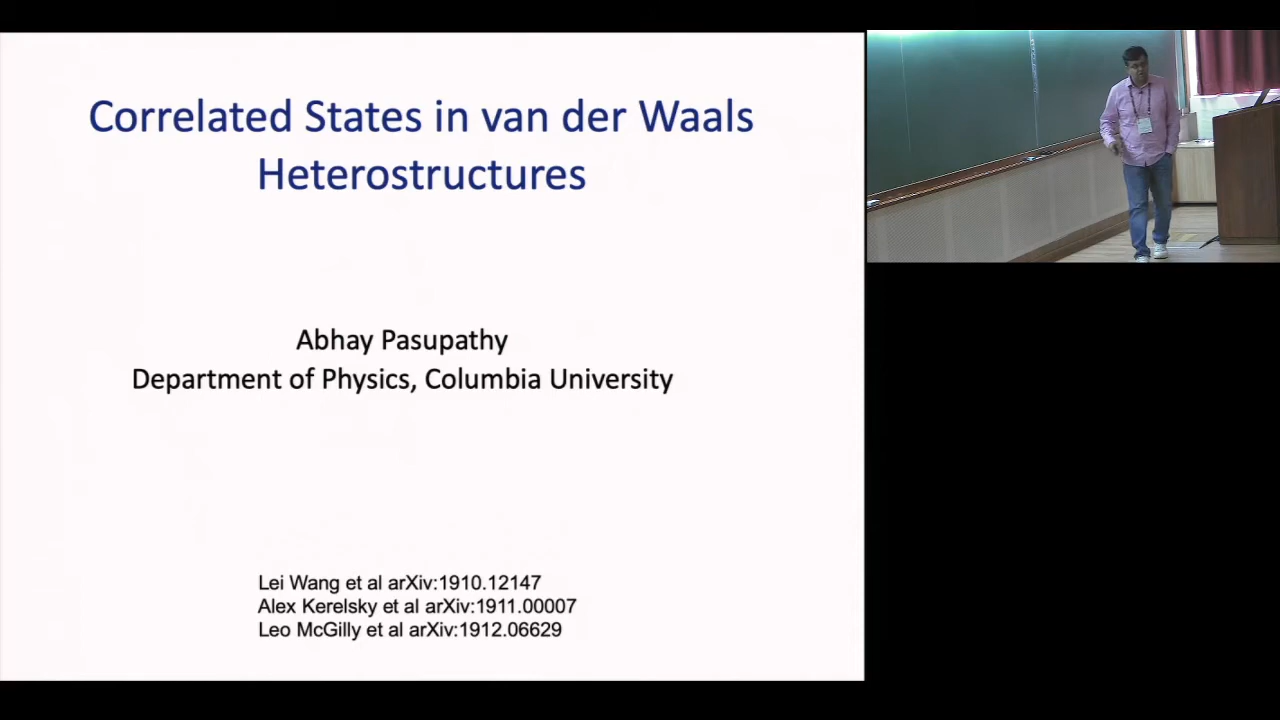 Correlated States in van der Waals
Heterostructures
Abhay Pasupathy
Department of Physics, Columbia University
Lei Wang et al arXiv:1910.12147
Alex Kerelsky et al arXiv:1911.00007
Leo McGilly et al arXiv:1912.06629